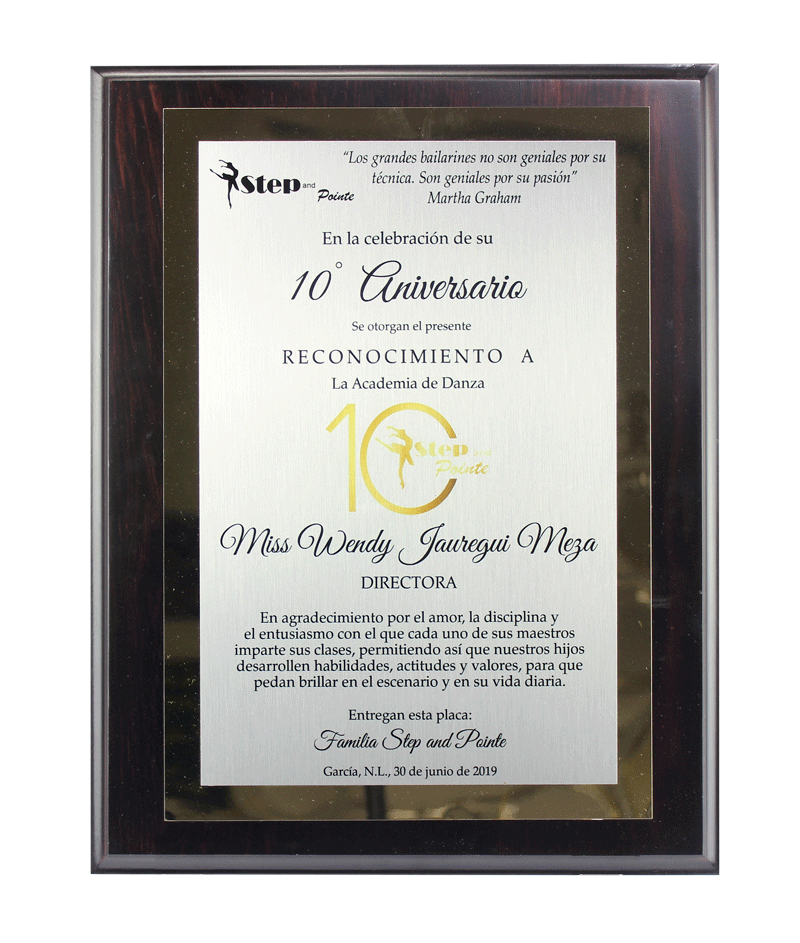 Step and
Pointe
“Los grandes bailarines no son geniales por su
técnica. Son geniales por su pasión”
Martha Graham
En la celebración de su
10° Aniversario
Se otorgan el presente
RECONOCIMIENTO A
La Academia de Danza
10
Step and
Pointe
Miss Wendy Jauregui Meza
DIRECTORA
En agradecimiento por el amor, la disciplina y
el entusiasmo con el que cada uno de sus maestros
imparte sus clases, permitiendo así que nuestros hijos
desarrollen habilidades, actitudes y valores, para que
pedan brillar en el escenario y en su vida diaria.
Entregan esta placa:
Familia Step and Pointe
García, N.L., 30 de junio de 2019